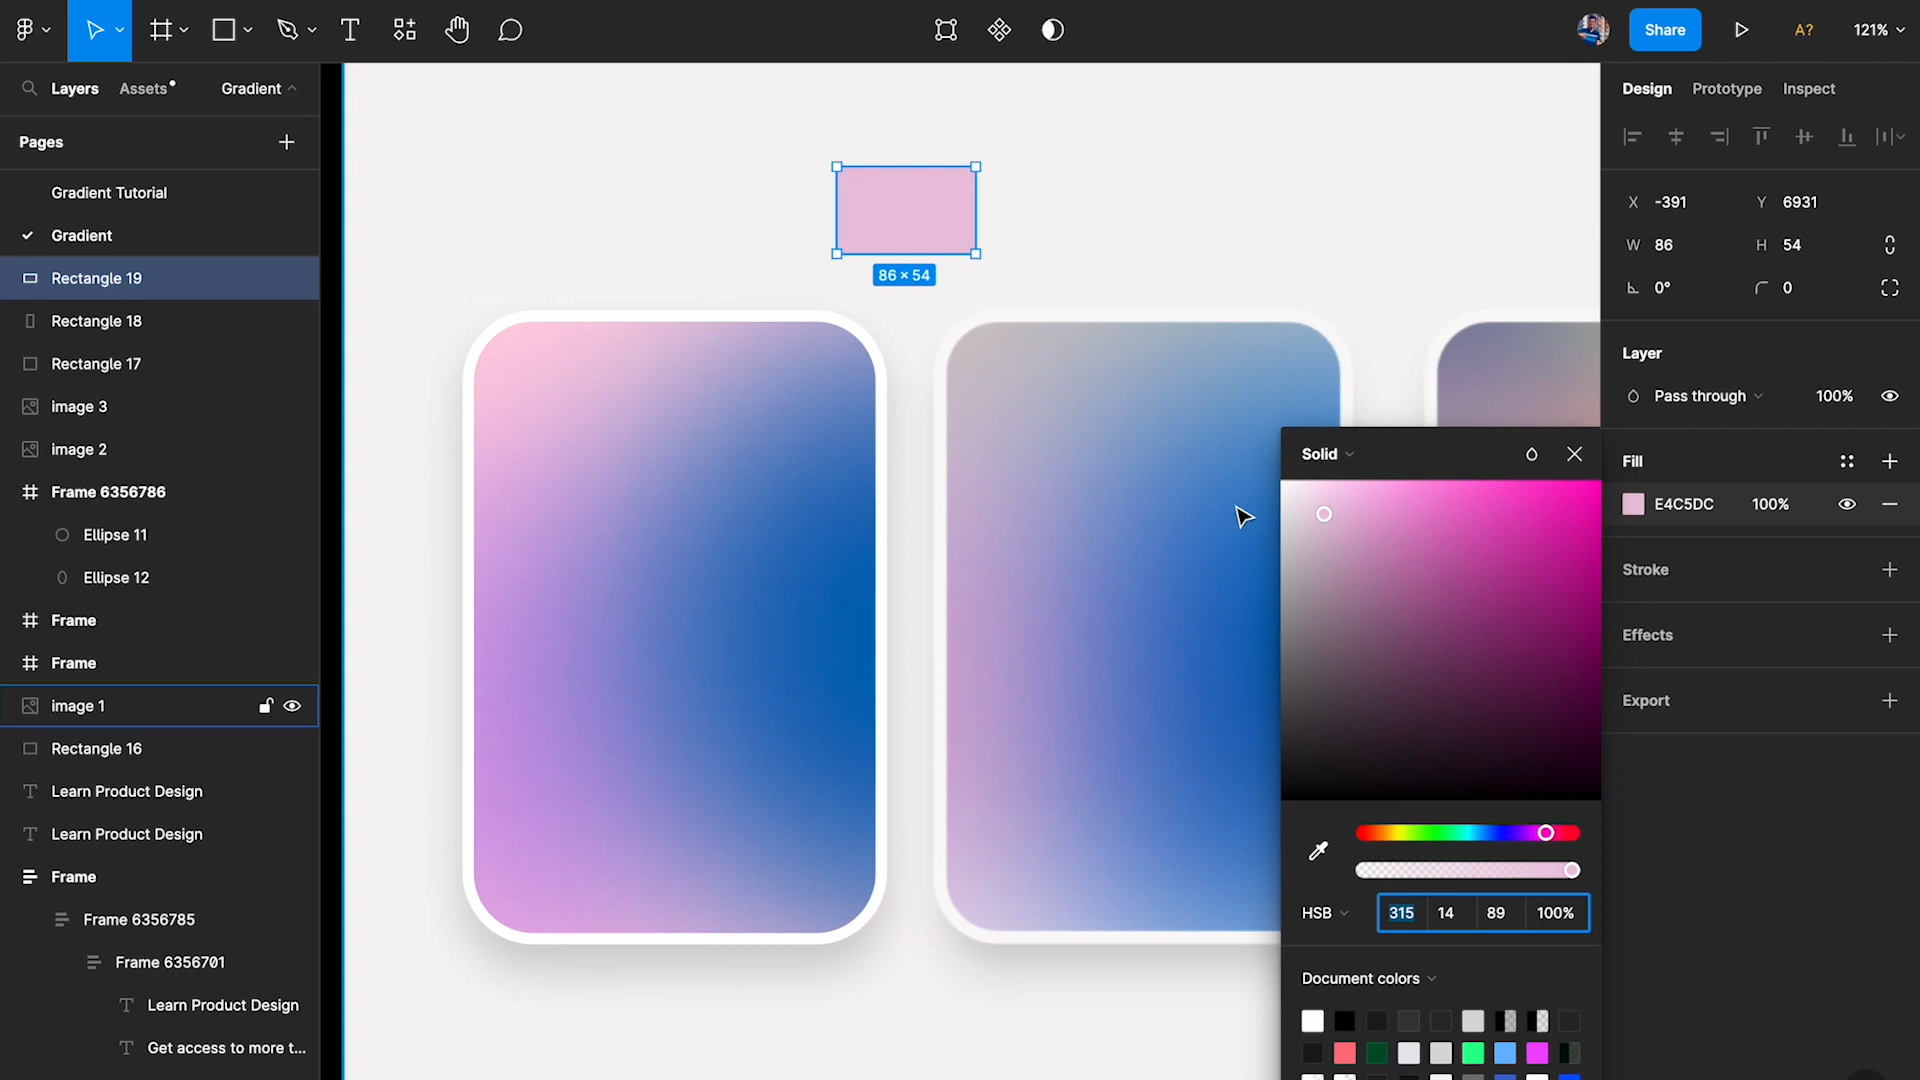 Share
A?
121%
Layers
Assets
Gradient
Design
Prototype
Inspect
Pages
Gradient Tutorial
Gradient
Rectangle 19
Rectangle 18
Rectangle 17
image 3
image 2
Frame 6356786
Ellipse 11
Ellipse 12
Frame
Frame
image 1
Rectangle 16
Learn Product Design
Learn Product Design
Frame
Frame 6356785
Frame 6356701
Learn Product Design
Get access to more t...
86 × 54
Frame 6356788
X -391
Y 6931
W 86
H 54
0°
0
Layer
Pass through
100%
Fill
E4C5DC
100%
Stroke
Effects
Export
Solid
HSB
315
14
89
100%
Document colors